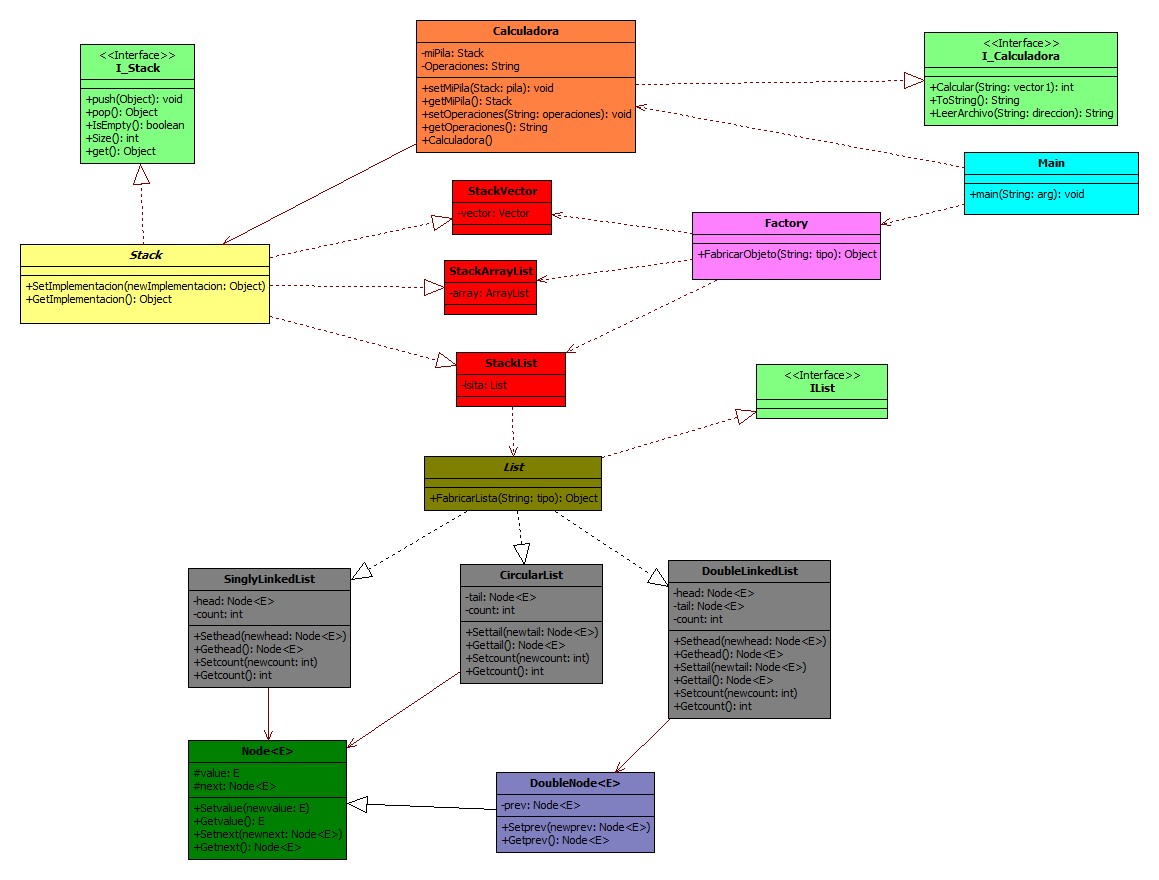 <<Interface>>
I_Stack
+push(Object): void
+pop(): Object
+IsEmpty(): boolean
+Size(): int
+get(): Object
Calculadora
-miPila: Stack
-Operaciones: String
+setMiPila(Stack: pila): void
+getMiPila(): Stack
+setOperaciones(String: operaciones): void
+getOperaciones(): String
+Calculadora()
<<Interface>>
I_Calculadora
+Calcular(String: vector1): int
+ToString(): String
+LeerArchivo(String: direccion): String
Main
+main(String: arg): void
StackVector
-vector: Vector
Factory
+FabricarObjeto(String: tipo): Object
Stack
+SetImplementacion(newImplementacion: Object)
+GetImplementacion(): Object
StackArrayList
-array: ArrayList
StackList
-lsita: List
<<Interface>>
IList
List
+FabricarLista(String: tipo): Object
SinglyLinkedList
-head: Node<E>
-count: int
+Sethead(newhead: Node<E>)
+Gethead(): Node<E>
+Setcount(newcount: int)
+Getcount(): int
CircularList
-tail: Node<E>
-count: int
+Settail(newtail: Node<E>)
+Gettail(): Node<E>
+Setcount(newcount: int)
+Getcount(): int
DoubleLinkedList
-head: Node<E>
-tail: Node<E>
-count: int
+Sethead(newhead: Node<E>)
+Gethead(): Node<E>
+Settail(newtail: Node<E>)
+Gettail(): Node<E>
+Setcount(newcount: int)
+Getcount(): int
Node<E>
#value: E
#next: Node<E>
+Setvalue(newvalue: E)
+Getvalue(): E
+Setnext(newnext: Node<E>)
+Getnext(): Node<E>
DoubleNode<E>
-prev: Node<E>
+Setprev(newprev: Node<E>)
+Getprev(): Node<E>